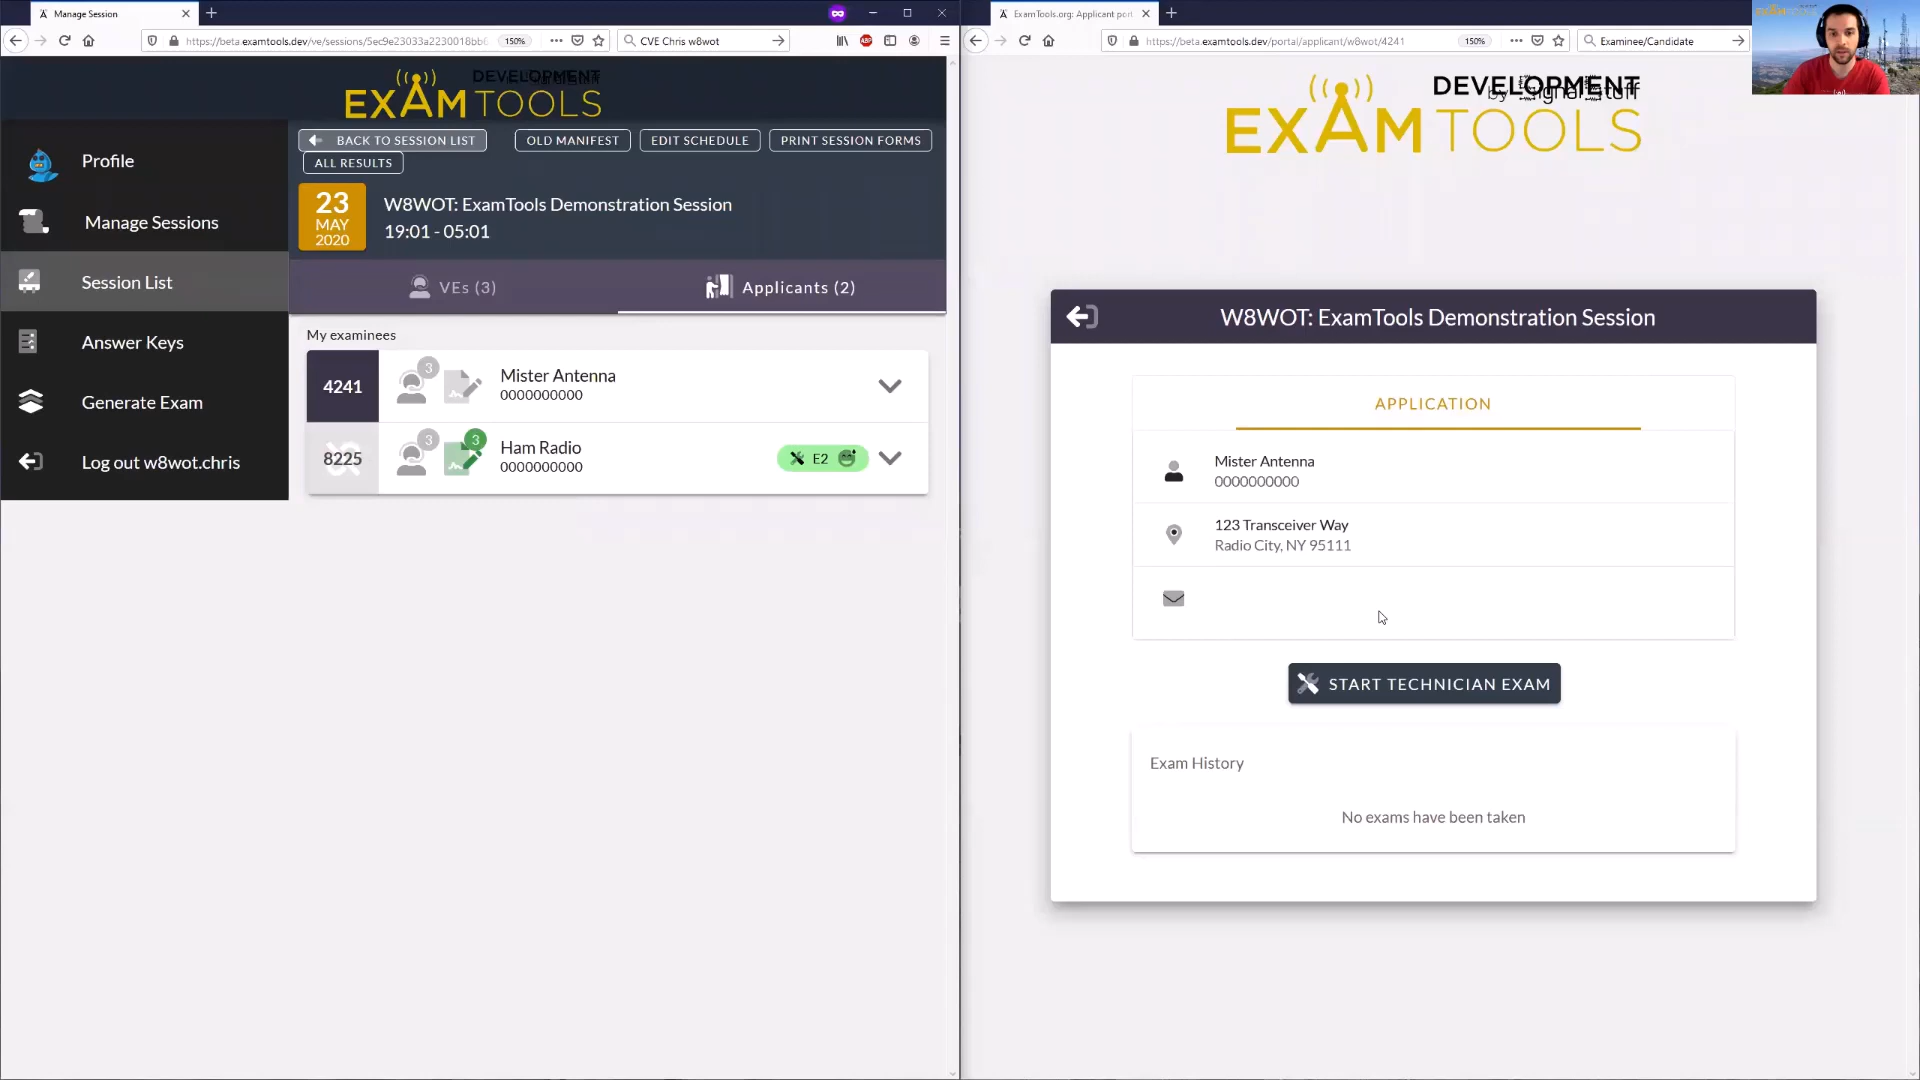 Manage Session
https://beta.examtools.dev/ve/sessions/5ec9e23033a2230018bb
150%
CVE Chris w8wot
DEVELOPMENT
EXAMTOOLS
Profile
Manage Sessions
Session List
Answer Keys
Generate Exam
Log out w8wot.chris
BACK TO SESSION LIST
OLD MANIFEST
EDIT SCHEDULE
PRINT SESSION FORMS
ALL RESULTS
23
MAY
2020
W8WOT: ExamTools Demonstration Session
19:01 - 05:01
VEs (3)
Applicants (2)
My examinees
4241
3
Mister Antenna
0000000000
8225
3
3
Ham Radio
0000000000
E2
ExamTools.org: Applicant port
https://beta.examtools.dev/portal/applicant/w8wot/4241
150%
Examinee/Candidate
DEVELOPMENT
by Signal Stuff
EXAMTOOLS
W8WOT: ExamTools Demonstration Session
APPLICATION
Mister Antenna
0000000000
123 Transceiver Way
Radio City, NY 95111
START TECHNICIAN EXAM
Exam History
No exams have been taken